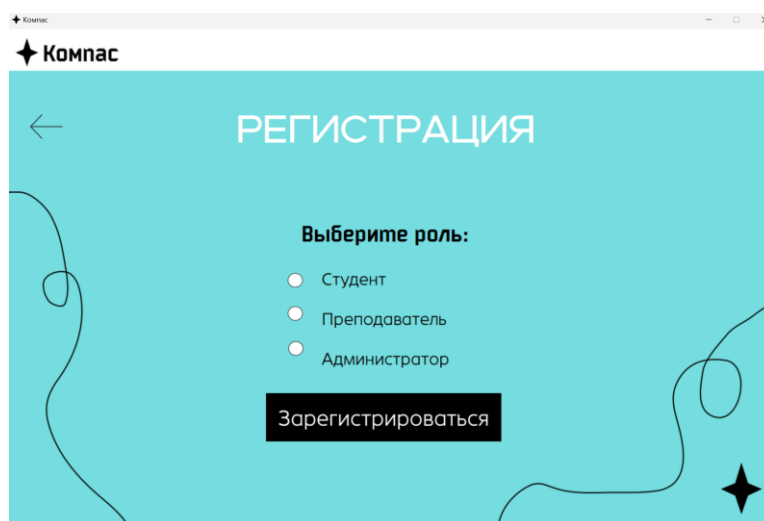 Компас
Компас
РЕГИСТРАЦИЯ
Выберите роль:
Студент
Преподаватель
Администратор
Зарегистрироваться